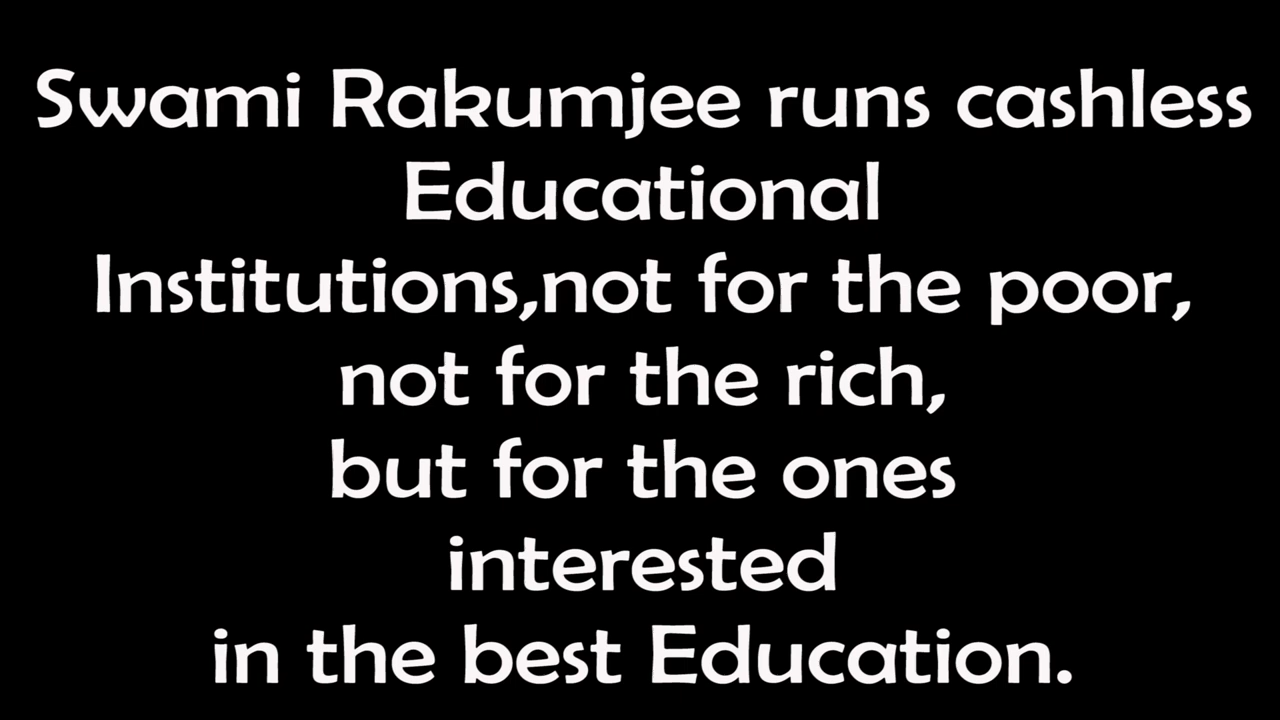 Swami Rakumjee runs cashless
Educational
Institutions,not for the poor,
not for the rich,
but for the ones
interested
in the best Education.